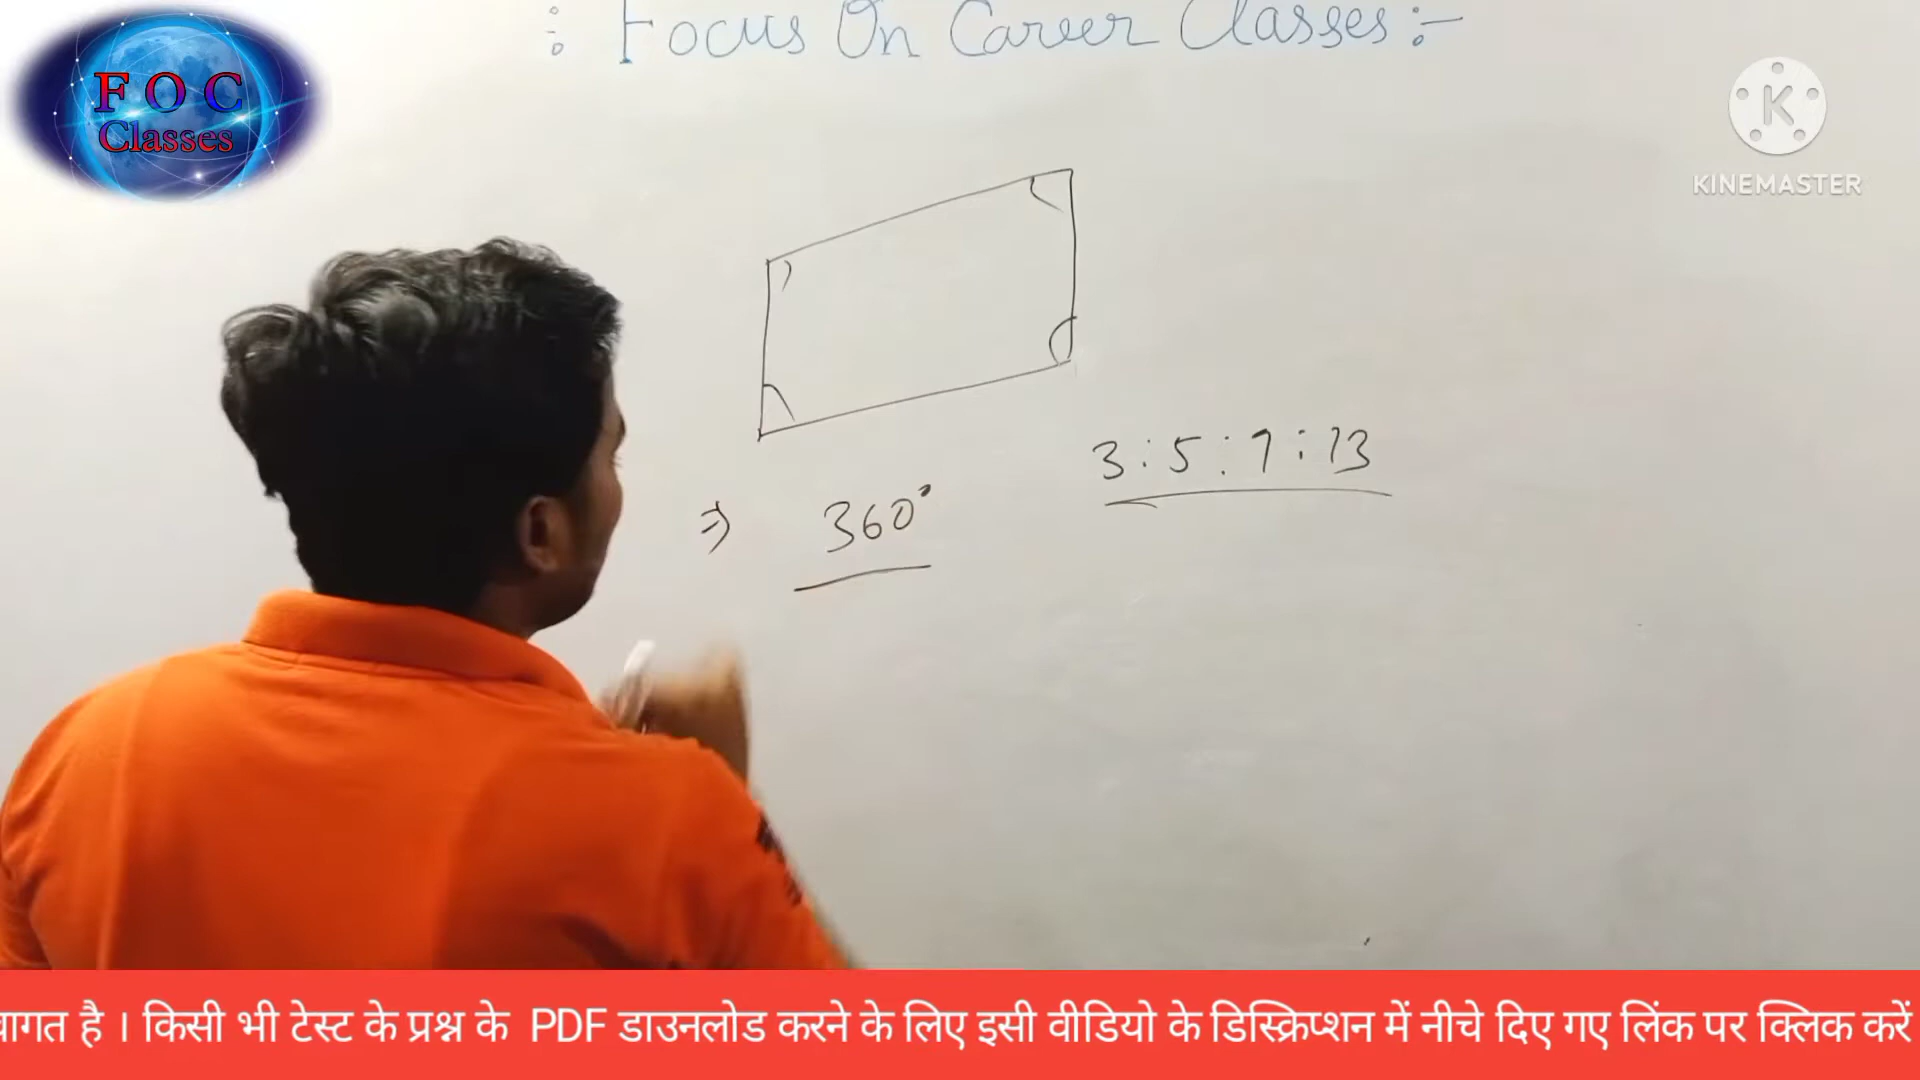 :- Focus On Career Classes :-
F O C
Classes
K
KINEMASTER
3 : 5 : 7 : 13
⇒ 360°
वागत है । किसी भी टेस्ट के प्रश्न के PDF डाउनलोड करने के लिए इसी वीडियो के डिस्क्रिप्शन में नीचे दिए गए लिंक पर क्लिक करें